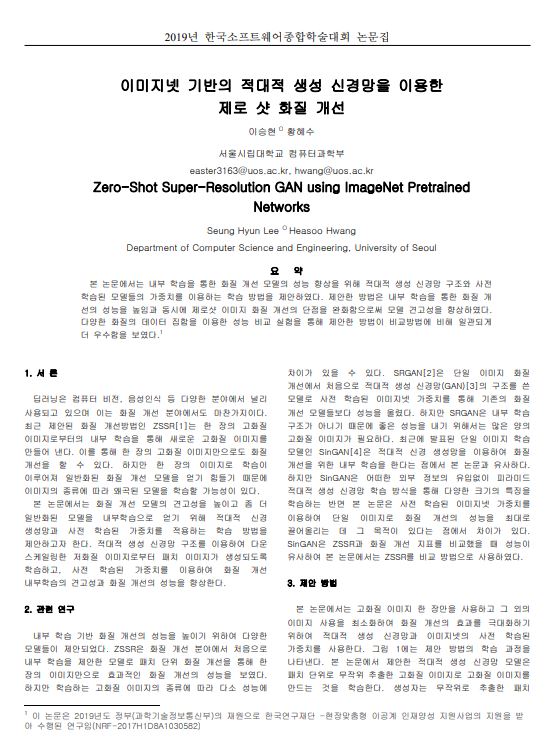 2019년 한국소프트웨어종합학술대회 논문집
이미지넷 기반의 적대적 생성 신경망을 이용한
제로 샷 화질 개선
이승현 O 황혜수
서울시립대학교 컴퓨터과학부
easter3163@uos.ac.kr, hwang@uos.ac.kr
Zero-Shot Super-Resolution GAN using ImageNet Pretrained
Networks
Seung Hyun Lee O Heasoo Hwang
Department of Computer Science and Engineering, University of Seoul
요 약
본 논문에서는 내부 학습을 통한 화질 개선 모델의 성능 향상을 위해 적대적 생성 신경망 구조와 사전
학습된 모델들의 가중치를 이용하는 학습 방법을 제안하였다. 제안한 방법은 내부 학습을 통한 화질 개
선의 성능을 높임과 동시에 제로샷 이미지 화질 개선의 단점을 완화함으로써 모델 견고성을 향상하였다.
다양한 화질의 데이터 집합을 이용한 성능 비교 실험을 통해 제안한 방법이 비교방법에 비해 일관되게
더 우수함을 보였다.1
1. 서 론
딥러닝은 컴퓨터 비전, 음성인식 등 다양한 분야에서 널리
사용되고 있으며 이는 화질 개선 분야에서도 마찬가지이다.
최근 제안된 화질 개선방법인 ZSSR[1]는 한 장의 고화질
이미지로부터의 내부 학습을 통해 새로운 고화질 이미지를
만들어 낸다. 이를 통해 한 장의 고화질 이미지만으로도 화질
개선을 할 수 있다. 하지만 한 장의 이미지로 학습이
이루어져 일반화된 화질 개선 모델을 얻기 힘들기 때문에
이미지의 종류에 따라 왜곡된 모델을 학습할 가능성이 있다.
본 논문에서는 화질 개선 모델의 견고성을 높이고 좀 더
일반화된 모델을 내부학습으로 얻기 위해 적대적 신경
생성망과 사전 학습된 가중치를 적용하는 학습 방법을
제안하고자 한다. 적대적 생성 신경망 구조를 이용하여 다운
스케일링한 저화질 이미지로부터 패치 이미지가 생성되도록
학습하고, 사전 학습된 가중치를 이용하여 화질 개선
내부학습의 견고성과 화질 개선의 성능을 향상한다.
2. 관련 연구
내부 학습 기반 화질 개선의 성능을 높이기 위하여 다양한
모델들이 제안되었다. ZSSR은 화질 개선 분야에서 처음으로
내부 학습을 제안한 모델로 패치 단위 화질 개선을 통해 한
장의 이미지만으로 효과적인 화질 개선의 성능을 보였다.
하지만 학습하는 고화질 이미지의 종류에 따라 다소 성능에
차이가 있을 수 있다. SRGAN[2]은 단일 이미지 화질
개선에서 처음으로 적대적 생성 신경망(GAN)[3]의 구조를 쓴
모델로 사전 학습된 이미지넷 가중치를 통해 기존의 화질
개선 모델들보다 성능을 올렸다. 하지만 SRGAN은 내부 학습
구조가 아니기 때문에 좋은 성능을 내기 위해서는 많은 양의
고화질 이미지가 필요하다. 최근에 발표된 단일 이미지 학습
모델인 SinGAN[4]은 적대적 신경 생성망을 이용하여 화질
개선을 위한 내부 학습을 한다는 점에서 본 논문과 유사하다.
하지만 SinGAN은 어떠한 외부 정보의 유입없이 피라미드
적대적 생성 신경망 학습 방식을 통해 다양한 크기의 특징을
학습하는 반면 본 논문은 사전 학습된 이미지넷 가중치를
이용하여 단일 이미지로 화질 개선의 성능을 최대로
끌어올리는 데 그 목적이 있다는 점에서 차이가 있다.
SinGAN은 ZSSR과 화질 개선 지표를 비교했을 때 성능이
유사하여 본 논문에서는 ZSSR를 비교 방법으로 사용하였다.
3. 제안 방법
본 논문에서는 고화질 이미지 한 장만을 사용하고 그 외의
이미지 사용을 최소화하여 화질 개선의 효과를 극대화하기
위하여 적대적 생성 신경망과 이미지넷의 사전 학습된
가중치를 사용한다. 그림 1에는 제안 방법의 학습 과정을
나타낸다. 본 논문에서 제안한 적대적 생성 신경망 모델은
패치 단위로 무작위 추출한 고화질 이미지로 고화질 이미지를
만드는 것을 학습한다. 생성자는 무작위로 추출한 패치
1 이 논문은 2019년도 정부(과학기술정보통신부)의 재원으로 한국연구재단 -현장맞춤형 이공계 인재양성 지원사업의 지원을 받
아 수행된 연구임(NRF-2017H1D8A1030582)